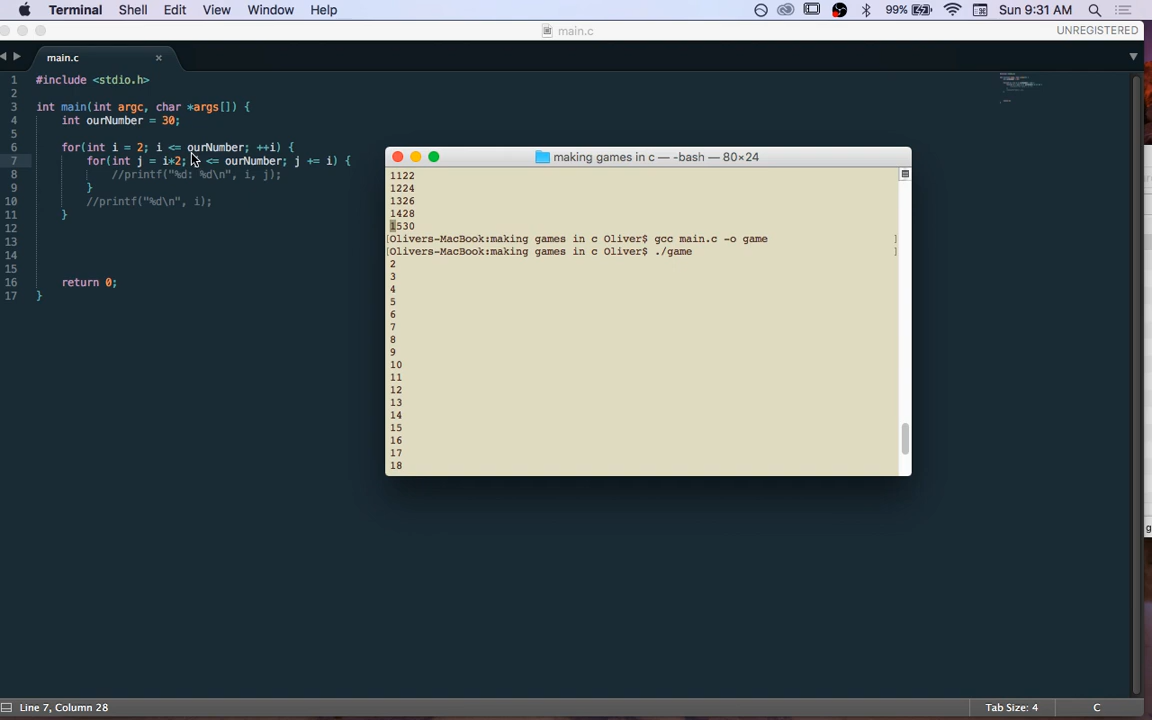 Terminal Shell Edit View Window Help 99% Sun 9:31 AM
main.c UNREGISTERED
main.c
1 #include <stdio.h>
2
3 int main(int argc, char *args[]) {
4 int ourNumber = 30;
5
6 for(int i = 2; i <= ourNumber; ++i) {
7 for(int j = i*2; <= ourNumber; j += i) {
8 //printf("%d: %d\n", i, j);
9 }
10 //printf("%d\n", i);
11 }
12
13
14
15
16 return 0;
17 }
making games in c — -bash — 80×24
1122
1224
1326
1428
1530
[Olivers-MacBook:making games in c Oliver$ gcc main.c -o game ]
[Olivers-MacBook:making games in c Oliver$ ./game ]
2
3
4
5
6
7
8
9
10
11
12
13
14
15
16
17
18
g
Line 7, Column 28 Tab Size: 4 C